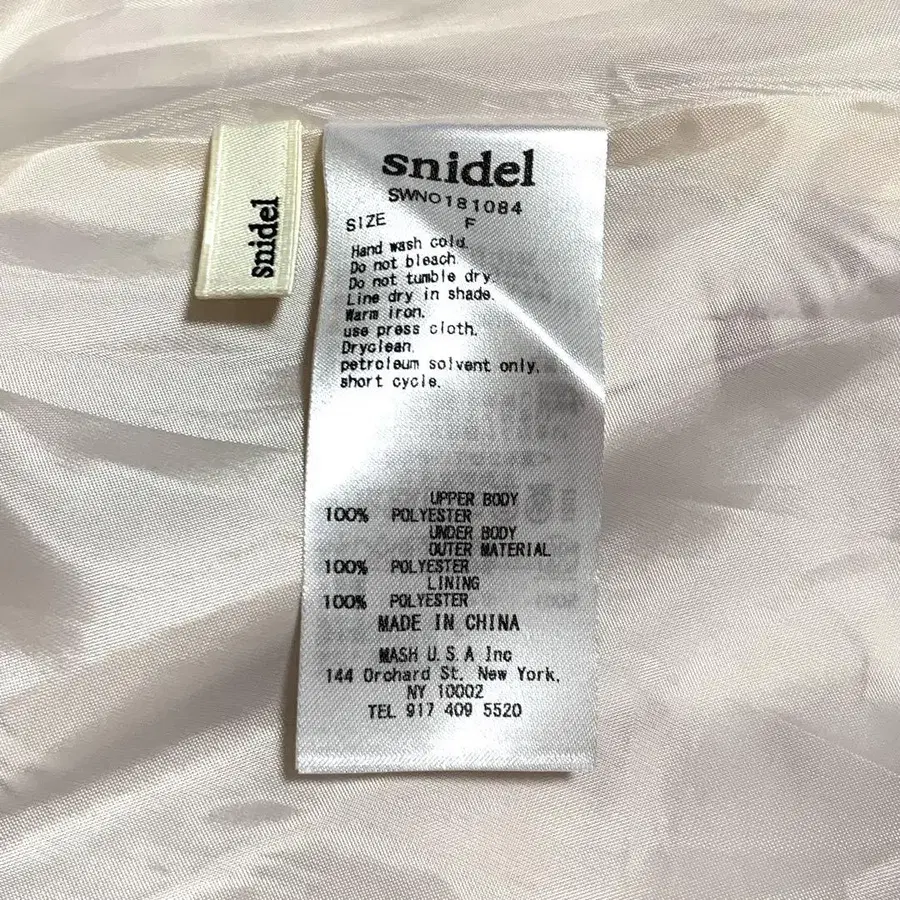 snidel
snidel
SWNO181084
SIZE F
Hand wash cold.
Do not bleach.
Do not tumble dry.
Line dry in shade.
Warm iron.
use press cloth.
Dryclean.
petroleum solvent only.
short cycle.
UPPER BODY
100% POLYESTER
UNDER BODY
OUTER MATERIAL
100% POLYESTER
LINING
100% POLYESTER
MADE IN CHINA
MASH U.S.A Inc
144 Orchard St. New York,
NY 10002
TEL 917 409 5520